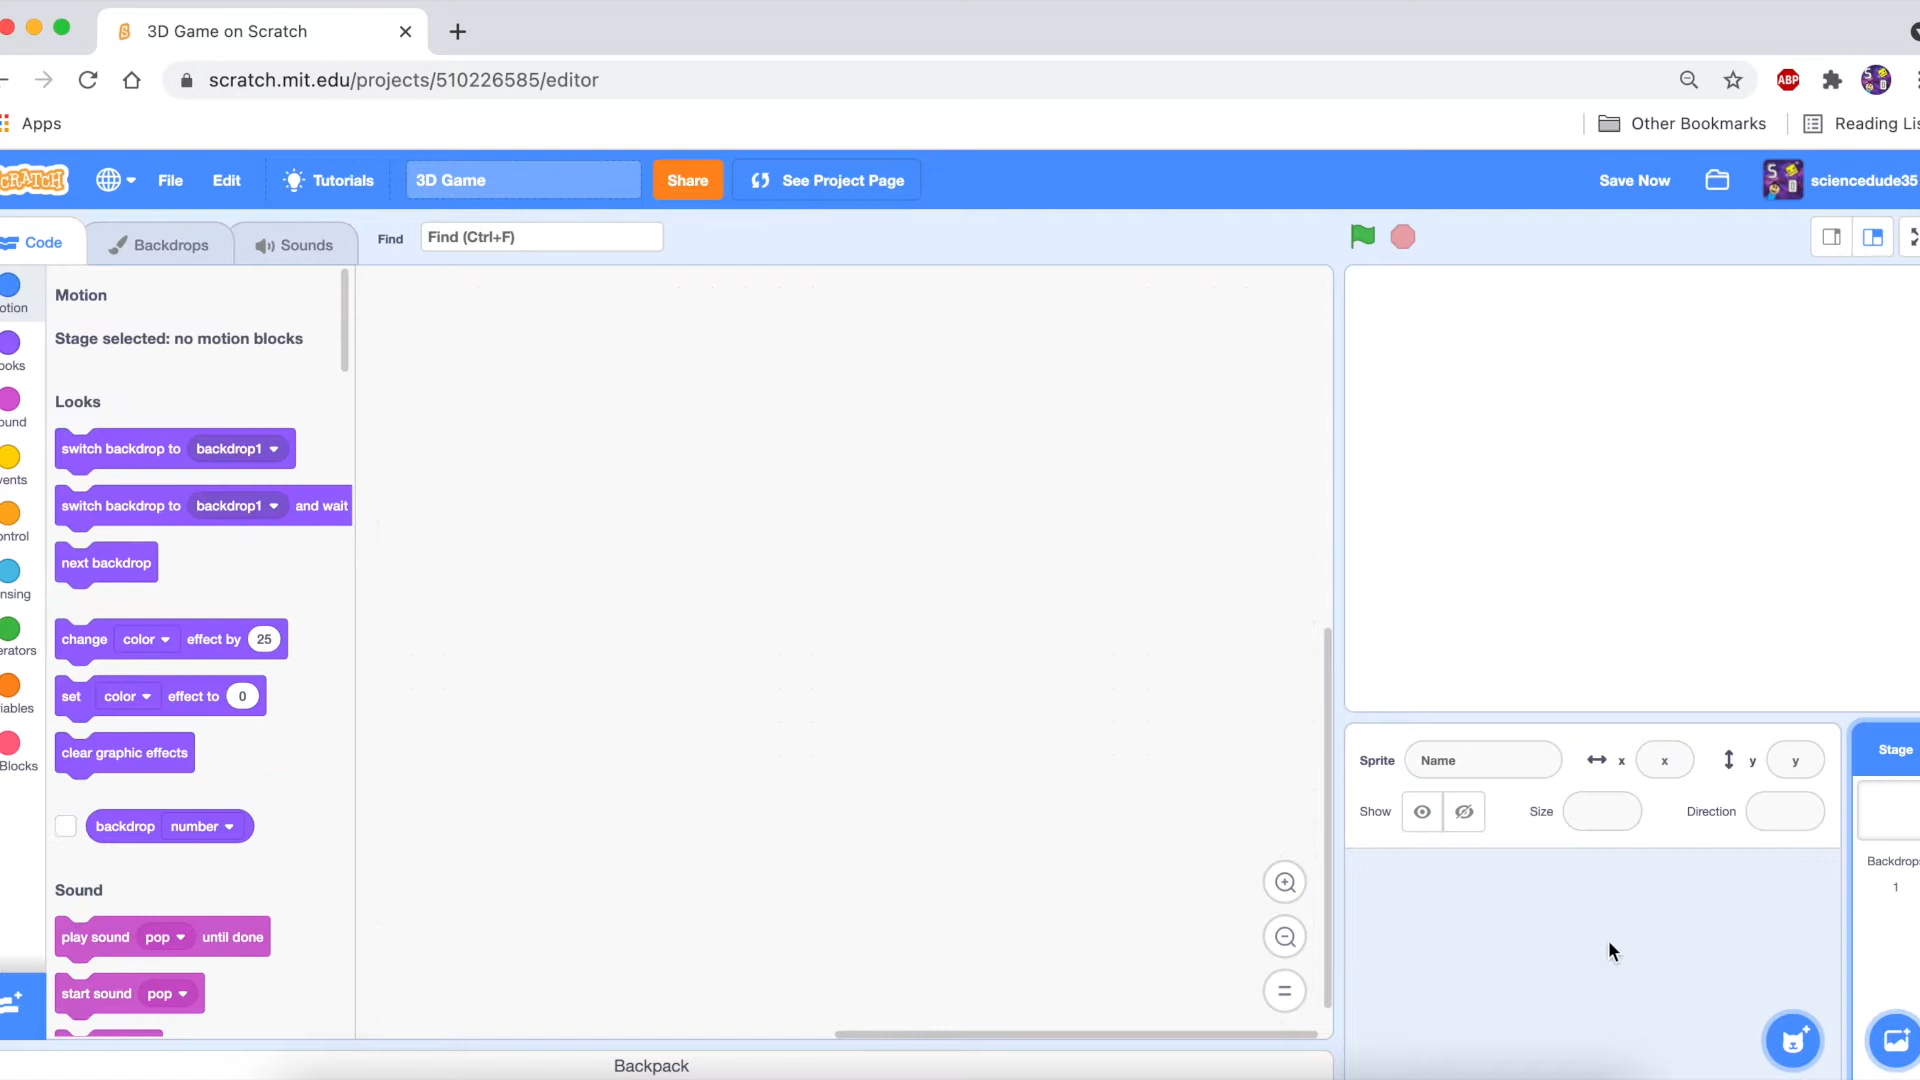 3D Game on Scratch
scratch.mit.edu/projects/510226585/editor
ABP
Apps
Other Bookmarks
Reading Lis
SCRATCH
File
Edit
Tutorials
3D Game
Share
See Project Page
Save Now
sciencedude35
Code
Backdrops
Sounds
Find
Find (Ctrl+F)
otion
ooks
ound
vents
ontrol
nsing
erators
iables
Blocks
Motion
Stage selected: no motion blocks
Looks
switch backdrop to backdrop1
switch backdrop to backdrop1 and wait
next backdrop
change color effect by 25
set color effect to 0
clear graphic effects
backdrop number
Sound
play sound pop until done
start sound pop
Backpack
Sprite Name x x y y
Show Size Direction
Stage
Backdrops
1